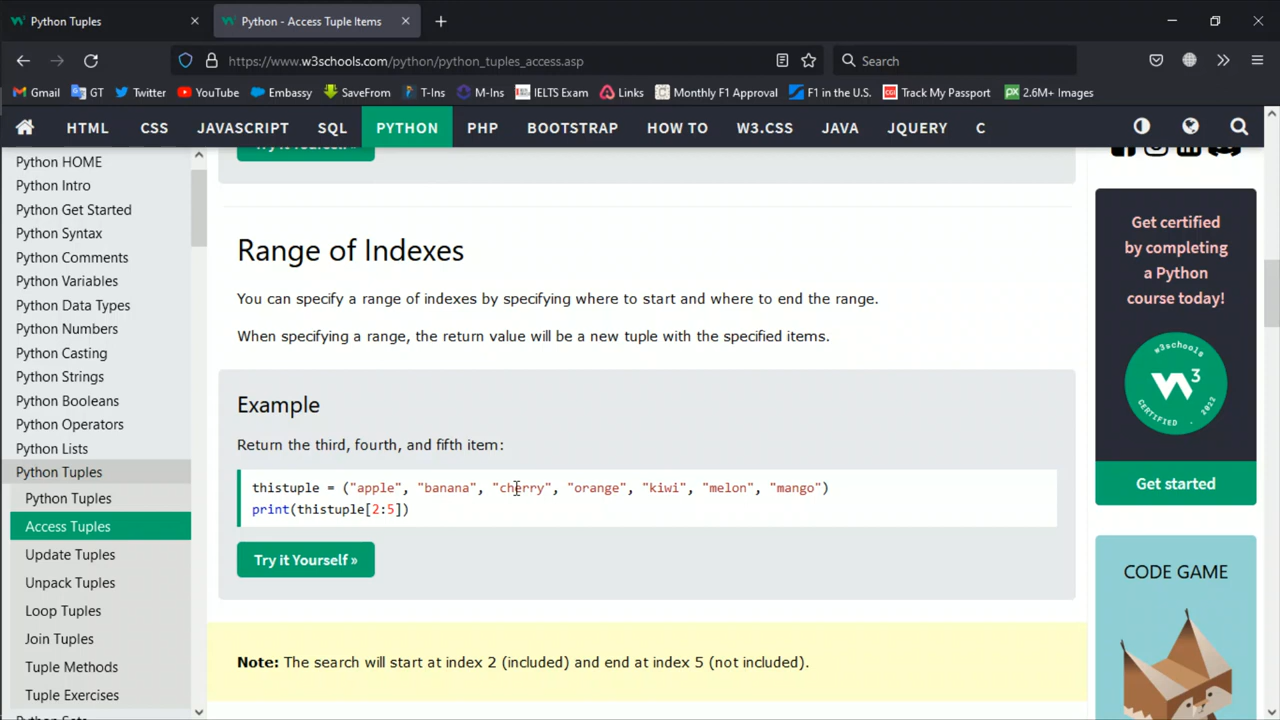 Python Tuples
Python - Access Tuple Items
https://www.w3schools.com/python/python_tuples_access.asp
Search
Gmail GT Twitter YouTube Embassy SaveFrom T-Ins M-Ins IELTS Exam Links Monthly F1 Approval F1 in the U.S. Track My Passport 2.6M+ Images
HTML CSS JAVASCRIPT SQL PYTHON PHP BOOTSTRAP HOW TO W3.CSS JAVA JQUERY C
Python HOME
Python Intro
Python Get Started
Python Syntax
Python Comments
Python Variables
Python Data Types
Python Numbers
Python Casting
Python Strings
Python Booleans
Python Operators
Python Lists
Python Tuples
Python Tuples
Access Tuples
Update Tuples
Unpack Tuples
Loop Tuples
Join Tuples
Tuple Methods
Tuple Exercises
Try it Yourself »
Range of Indexes
You can specify a range of indexes by specifying where to start and where to end the range.
When specifying a range, the return value will be a new tuple with the specified items.
Example
Return the third, fourth, and fifth item:
thistuple = ("apple", "banana", "cherry", "orange", "kiwi", "melon", "mango")
print(thistuple[2:5])
Try it Yourself »
Note: The search will start at index 2 (included) and end at index 5 (not included).
Get certified
by completing
a Python
course today!
w3schools
W3
CERTIFIED . 2022
Get started
CODE GAME